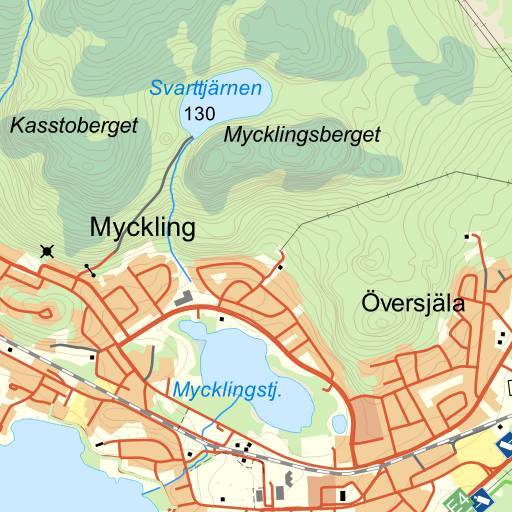 Svarttjärnen
130
Kasstoberget
Mycklingsberget
Myckling
Översjäla
Mycklingstj.
E4